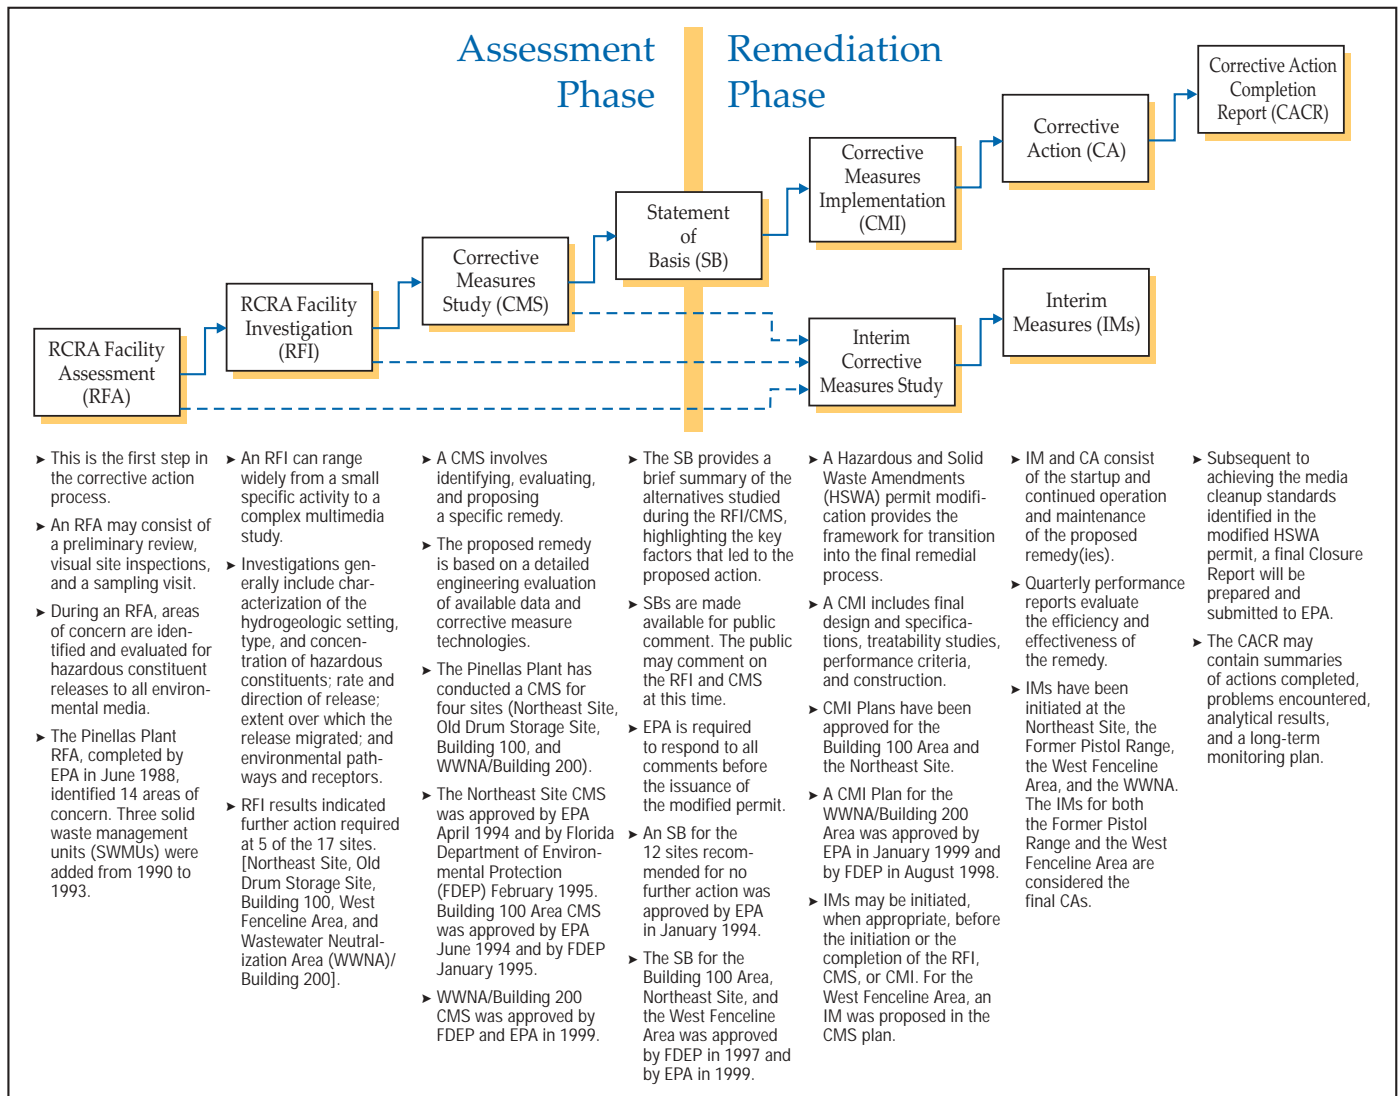 Assessment
Phase
Remediation
Phase
RCRA Facility
Assessment
(RFA)
RCRA Facility
Investigation
(RFI)
Corrective
Measures
Study (CMS)
Statement
of
Basis (SB)
Corrective
Measures
Implementation
(CMI)
Corrective
Action (CA)
Corrective Action
Completion
Report (CACR)
Interim
Corrective
Measures Study
Interim
Measures (IMs)
➤ This is the first step in
the corrective action
process.
➤ An RFA may consist of
a preliminary review,
visual site inspections,
and a sampling visit.
➤ During an RFA, areas
of concern are iden-
tified and evaluated for
hazardous constituent
releases to all environ-
mental media.
➤ The Pinellas Plant
RFA, completed by
EPA in June 1988,
identified 14 areas of
concern. Three solid
waste management
units (SWMUs) were
added from 1990 to
1993.
➤ An RFI can range
widely from a small
specific activity to a
complex multimedia
study.
➤ Investigations gen-
erally include char-
acterization of the
hydrogeologic setting,
type, and concen-
tration of hazardous
constituents; rate and
direction of release;
extent over which the
release migrated; and
environmental path-
ways and receptors.
➤ RFI results indicated
further action required
at 5 of the 17 sites.
[Northeast Site, Old
Drum Storage Site,
Building 100, West
Fenceline Area, and
Wastewater Neutral-
ization Area (WWNA)/
Building 200].
➤ A CMS involves
identifying, evaluating,
and proposing
a specific remedy.
➤ The proposed remedy
is based on a detailed
engineering evaluation
of available data and
corrective measure
technologies.
➤ The Pinellas Plant has
conducted a CMS for
four sites (Northeast Site,
Old Drum Storage Site,
Building 100, and
WWNA/Building 200).
➤ The Northeast Site CMS
was approved by EPA
April 1994 and by Florida
Department of Environ-
mental Protection
(FDEP) February 1995.
Building 100 Area CMS
was approved by EPA
June 1994 and by FDEP
January 1995.
➤ WWNA/Building 200
CMS was approved by
FDEP and EPA in 1999.
➤ The SB provides a
brief summary of the
alternatives studied
during the RFI/CMS,
highlighting the key
factors that led to the
proposed action.
➤ SBs are made
available for public
comment. The public
may comment on
the RFI and CMS
at this time.
➤ EPA is required
to respond to all
comments before
the issuance of
the modified permit.
➤ An SB for the
12 sites recom-
mended for no
further action was
approved by EPA
in January 1994.
➤ The SB for the
Building 100 Area,
Northeast Site, and
the West Fenceline
Area was approved
by FDEP in 1997 and
by EPA in 1999.
➤ A Hazardous and Solid
Waste Amendments
(HSWA) permit modifi-
cation provides the
framework for transition
into the final remedial
process.
➤ A CMI includes final
design and specifica-
tions, treatability studies,
performance criteria,
and construction.
➤ CMI Plans have been
approved for the
Building 100 Area and
the Northeast Site.
➤ A CMI Plan for the
WWNA/Building 200
Area was approved by
EPA in January 1999 and
by FDEP in August 1998.
➤ IMs may be initiated,
when appropriate, before
the initiation or the
completion of the RFI,
CMS, or CMI. For the
West Fenceline Area, an
IM was proposed in the
CMS plan.
➤ IM and CA consist
of the startup and
continued operation
and maintenance
of the proposed
remedy(ies).
➤ Quarterly performance
reports evaluate
the efficiency and
effectiveness of
the remedy.
➤ IMs have been
initiated at the
Northeast Site, the
Former Pistol Range,
the West Fenceline
Area, and the WWNA.
The IMs for both
the Former Pistol
Range and the West
Fenceline Area are
considered the
final CAs.
➤ Subsequent to
achieving the media
cleanup standards
identified in the
modified HSWA
permit, a final Closure
Report will be
prepared and
submitted to EPA.
➤ The CACR may
contain summaries
of actions completed,
problems encountered,
analytical results,
and a long-term
monitoring plan.